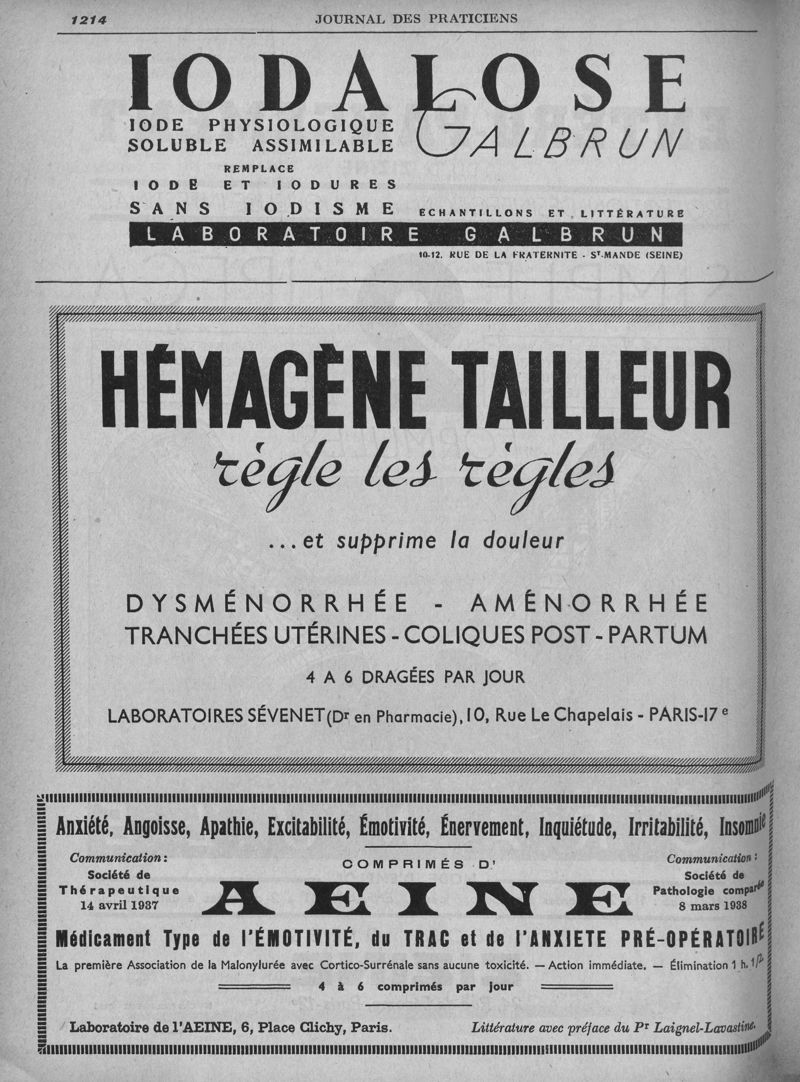 1214
JOURNAL DES PRATICIENS
IODALOSE
IODE PHYSIOLOGIQUE
SOLUBLE ASSIMILABLE
GALBRUN
REMPLACE
IODE ET IODURES
SANS IODISME
ECHANTILLONS ET LITTÉRATURE
LABORATOIRE GALBRUN
10-12. RUE DE LA FRATERNITE - ST-MANDE (SEINE)
HÉMAGÈNE TAILLEUR
règle les règles
...et supprime la douleur
DYSMÉNORRHÉE - AMÉNORRHÉE
TRANCHÉES UTÉRINES - COLIQUES POST - PARTUM
4 A 6 DRAGÉES PAR JOUR
LABORATOIRES SÉVENET (Dr en Pharmacie), 10, Rue Le Chapelais - PARIS-17e
Anxiété, Angoisse, Apathie, Excitabilité, Émotivité, Énervement, Inquiétude, Irritabilité, Insomnie
Communication :
Société de
Thérapeutique
14 avril 1937
COMPRIMÉS D'
AEINE
Communication :
Société de
Pathologie comparée
8 mars 1938
Médicament Type de l'ÉMOTIVITÉ, du TRAC et de l'ANXIETE PRÉ-OPÉRATOIRE
La première Association de la Malonylurée avec Cortico-Surrénale sans aucune toxicité. — Action immédiate. — Élimination 1 h. 1/2.
4 à 6 comprimés par jour
Laboratoire de l'AEINE, 6, Place Clichy, Paris.
Littérature avec préface du Pr Laignel-Lavastine.